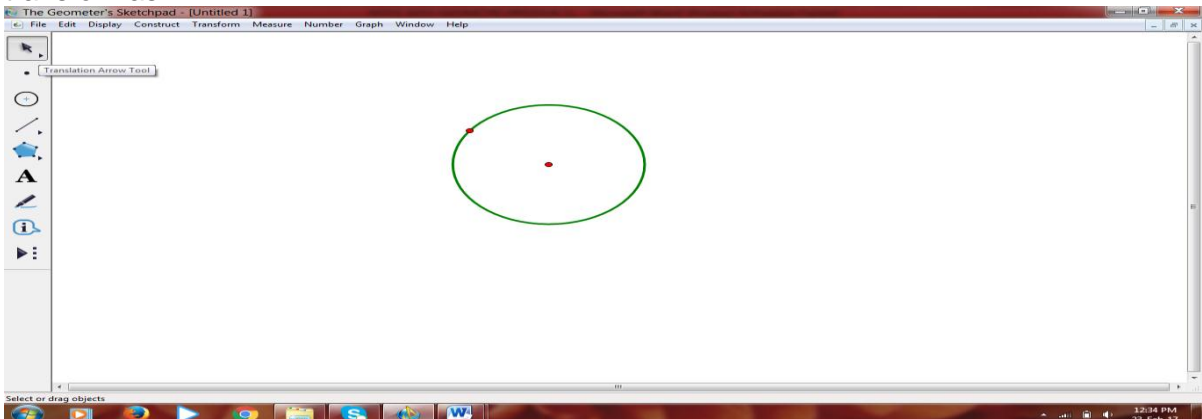 The Geometer's Sketchpad - [Untitled 1]
File Edit Display Construct Transform Measure Number Graph Window Help
Translation Arrow Tool
A
Select or drag objects
12:34 PM